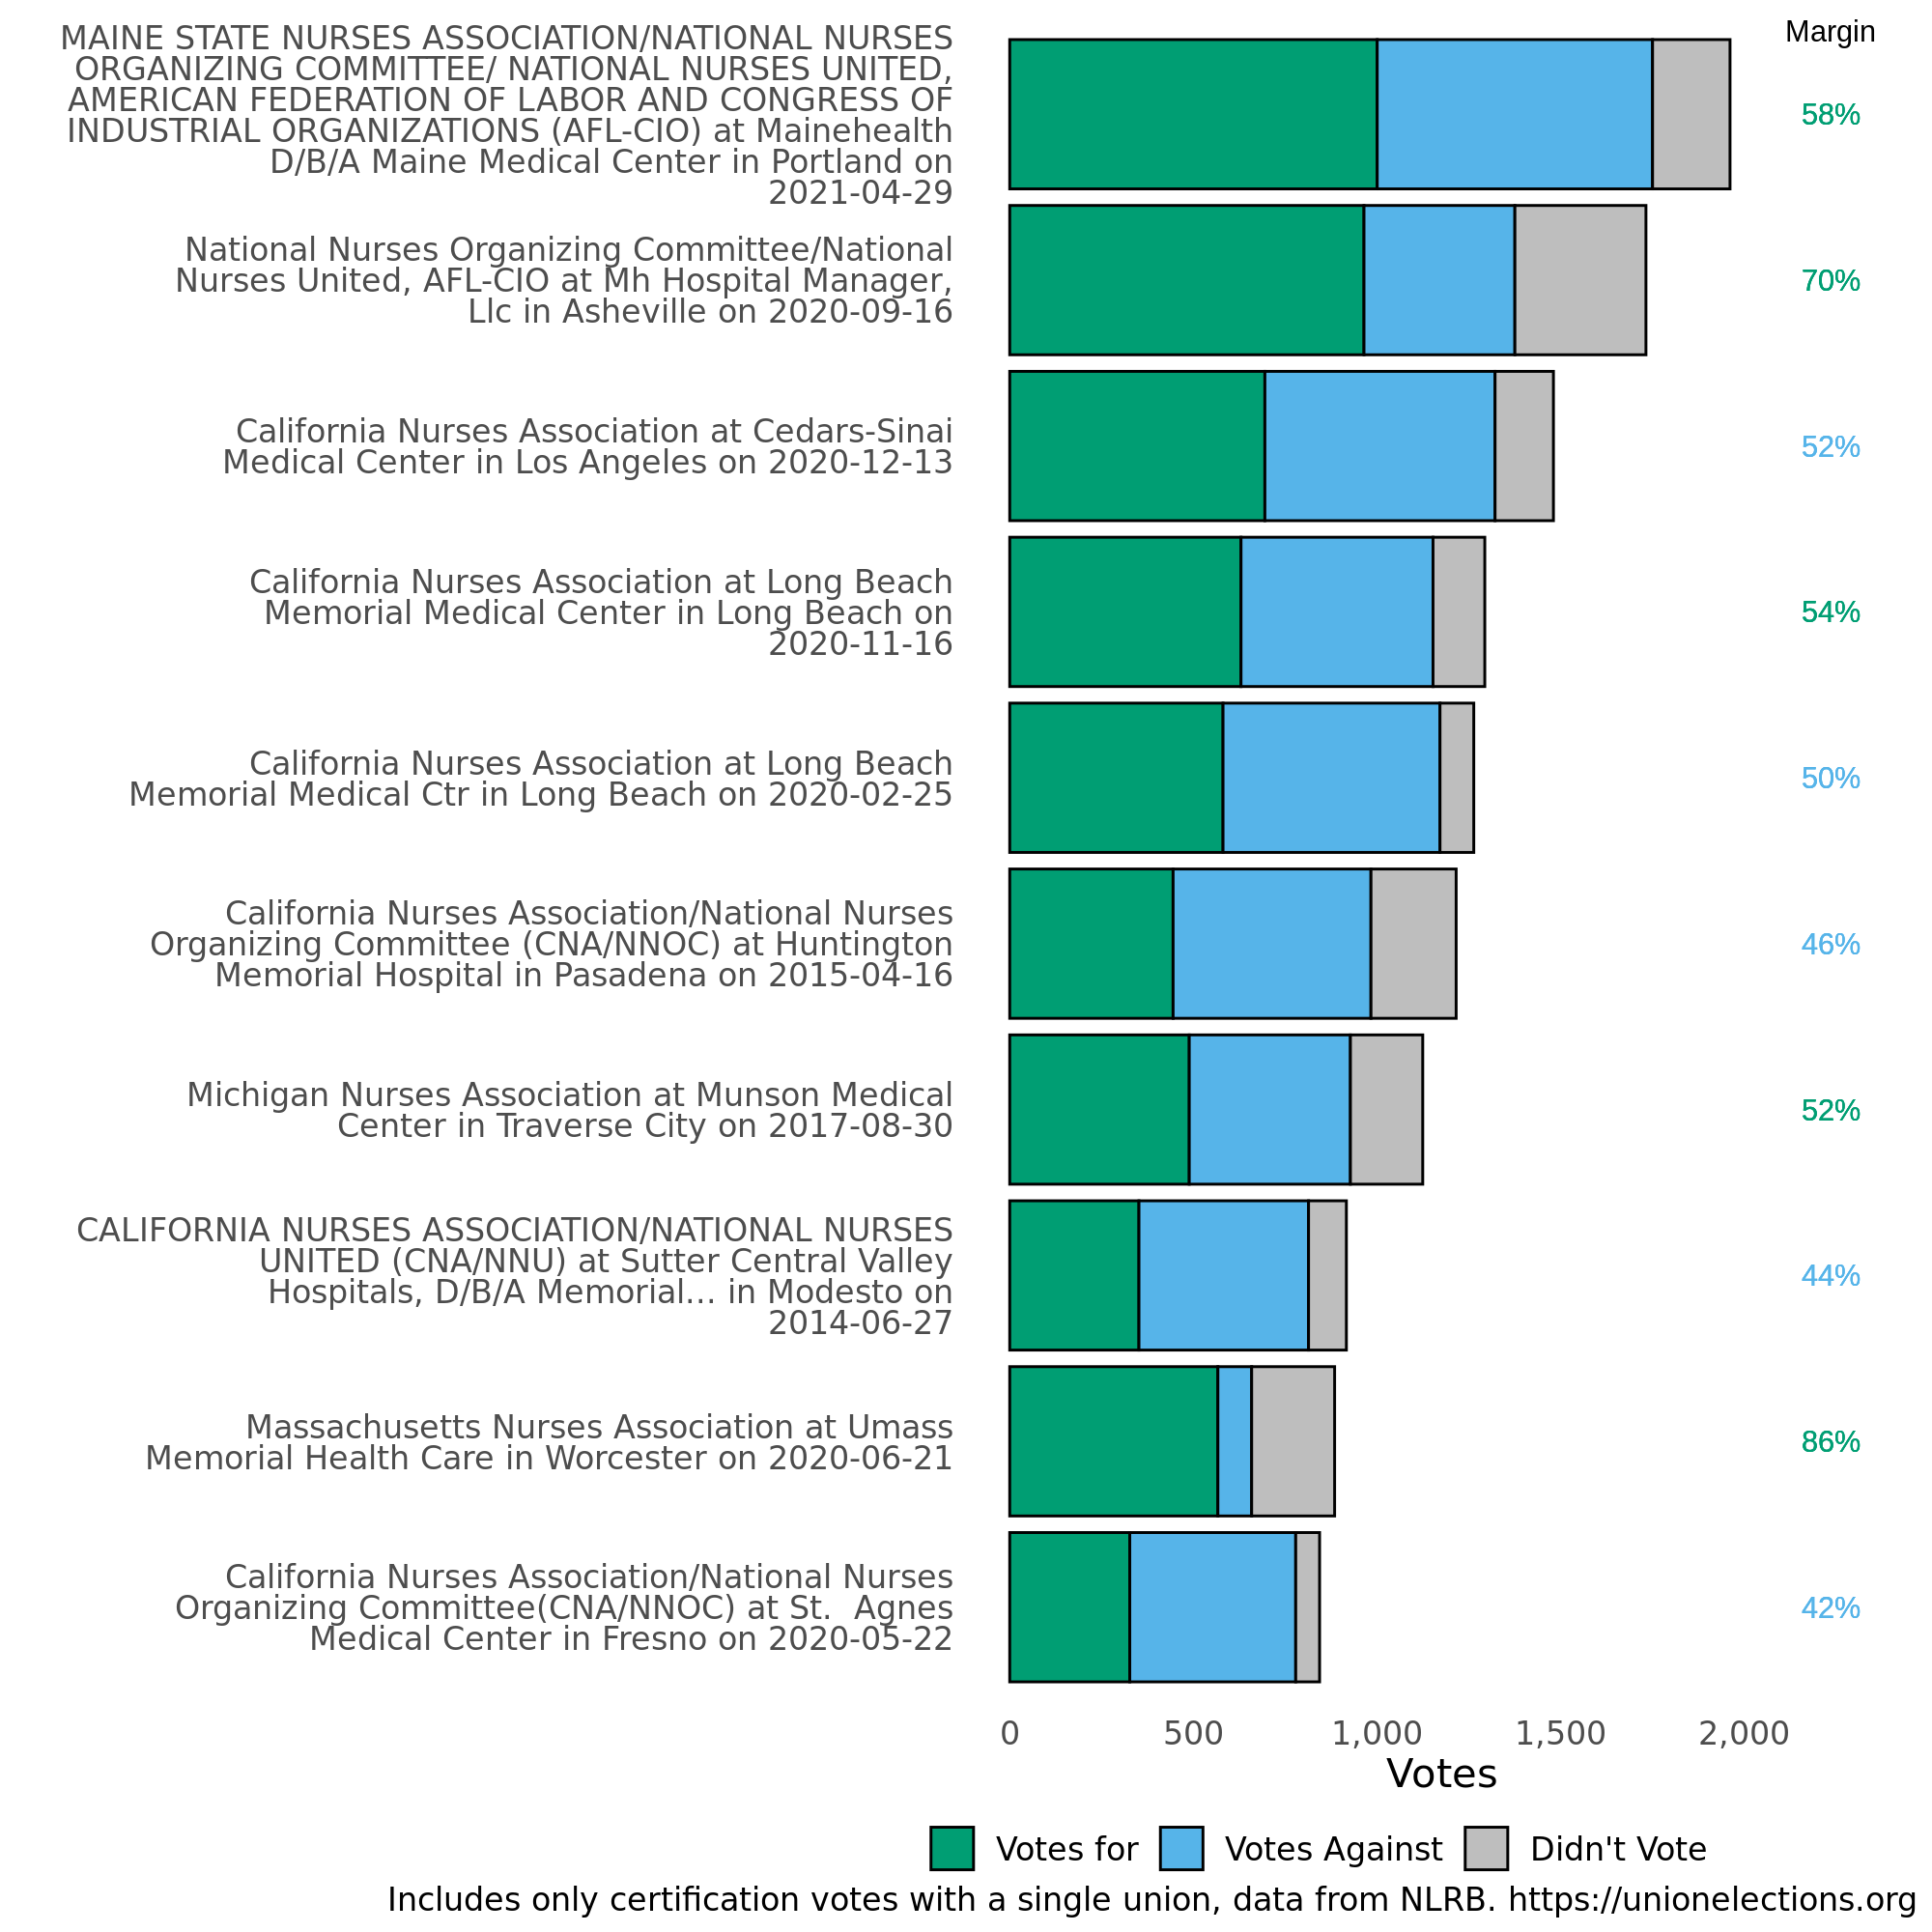 Margin
MAINE STATE NURSES ASSOCIATION/NATIONAL NURSES
ORGANIZING COMMITTEE/ NATIONAL NURSES UNITED,
AMERICAN FEDERATION OF LABOR AND CONGRESS OF
INDUSTRIAL ORGANIZATIONS (AFL-CIO) at Mainehealth
D/B/A Maine Medical Center in Portland on
2021-04-29
58%
National Nurses Organizing Committee/National
Nurses United, AFL-CIO at Mh Hospital Manager,
Llc in Asheville on 2020-09-16
70%
California Nurses Association at Cedars-Sinai
Medical Center in Los Angeles on 2020-12-13
52%
California Nurses Association at Long Beach
Memorial Medical Center in Long Beach on
2020-11-16
54%
California Nurses Association at Long Beach
Memorial Medical Ctr in Long Beach on 2020-02-25
50%
California Nurses Association/National Nurses
Organizing Committee (CNA/NNOC) at Huntington
Memorial Hospital in Pasadena on 2015-04-16
46%
Michigan Nurses Association at Munson Medical
Center in Traverse City on 2017-08-30
52%
CALIFORNIA NURSES ASSOCIATION/NATIONAL NURSES
UNITED (CNA/NNU) at Sutter Central Valley
Hospitals, D/B/A Memorial... in Modesto on
2014-06-27
44%
Massachusetts Nurses Association at Umass
Memorial Health Care in Worcester on 2020-06-21
86%
California Nurses Association/National Nurses
Organizing Committee(CNA/NNOC) at St.  Agnes
Medical Center in Fresno on 2020-05-22
42%
0 500 1,000 1,500 2,000
Votes
Votes for Votes Against Didn't Vote
Includes only certification votes with a single union, data from NLRB. https://unionelections.org